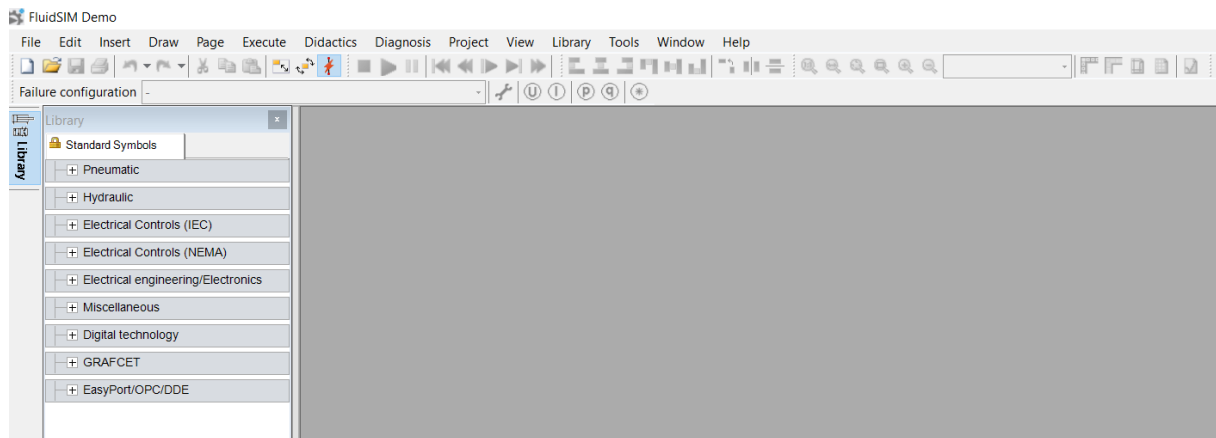 FluidSIM Demo
File Edit Insert Draw Page Execute Didactics Diagnosis Project View Library Tools Window Help
Failure configuration -
U I P q
Library
Library x
Standard Symbols
Pneumatic
Hydraulic
Electrical Controls (IEC)
Electrical Controls (NEMA)
Electrical engineering/Electronics
Miscellaneous
Digital technology
GRAFCET
EasyPort/OPC/DDE